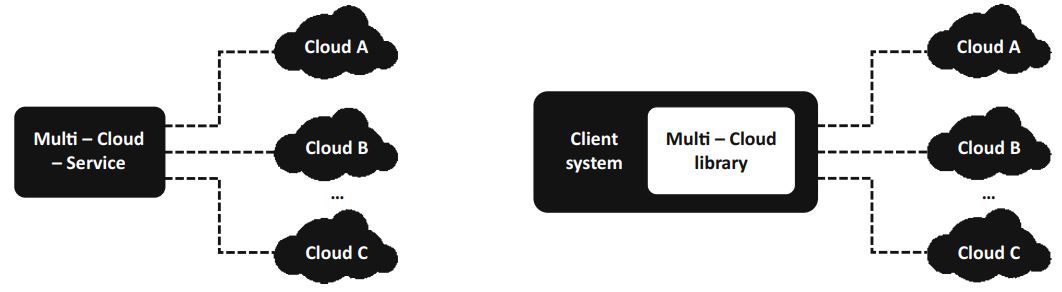 Cloud A
Multi – Cloud
– Service
Cloud B
...
Cloud C
Cloud A
Client
system
Multi – Cloud
library
Cloud B
...
Cloud C